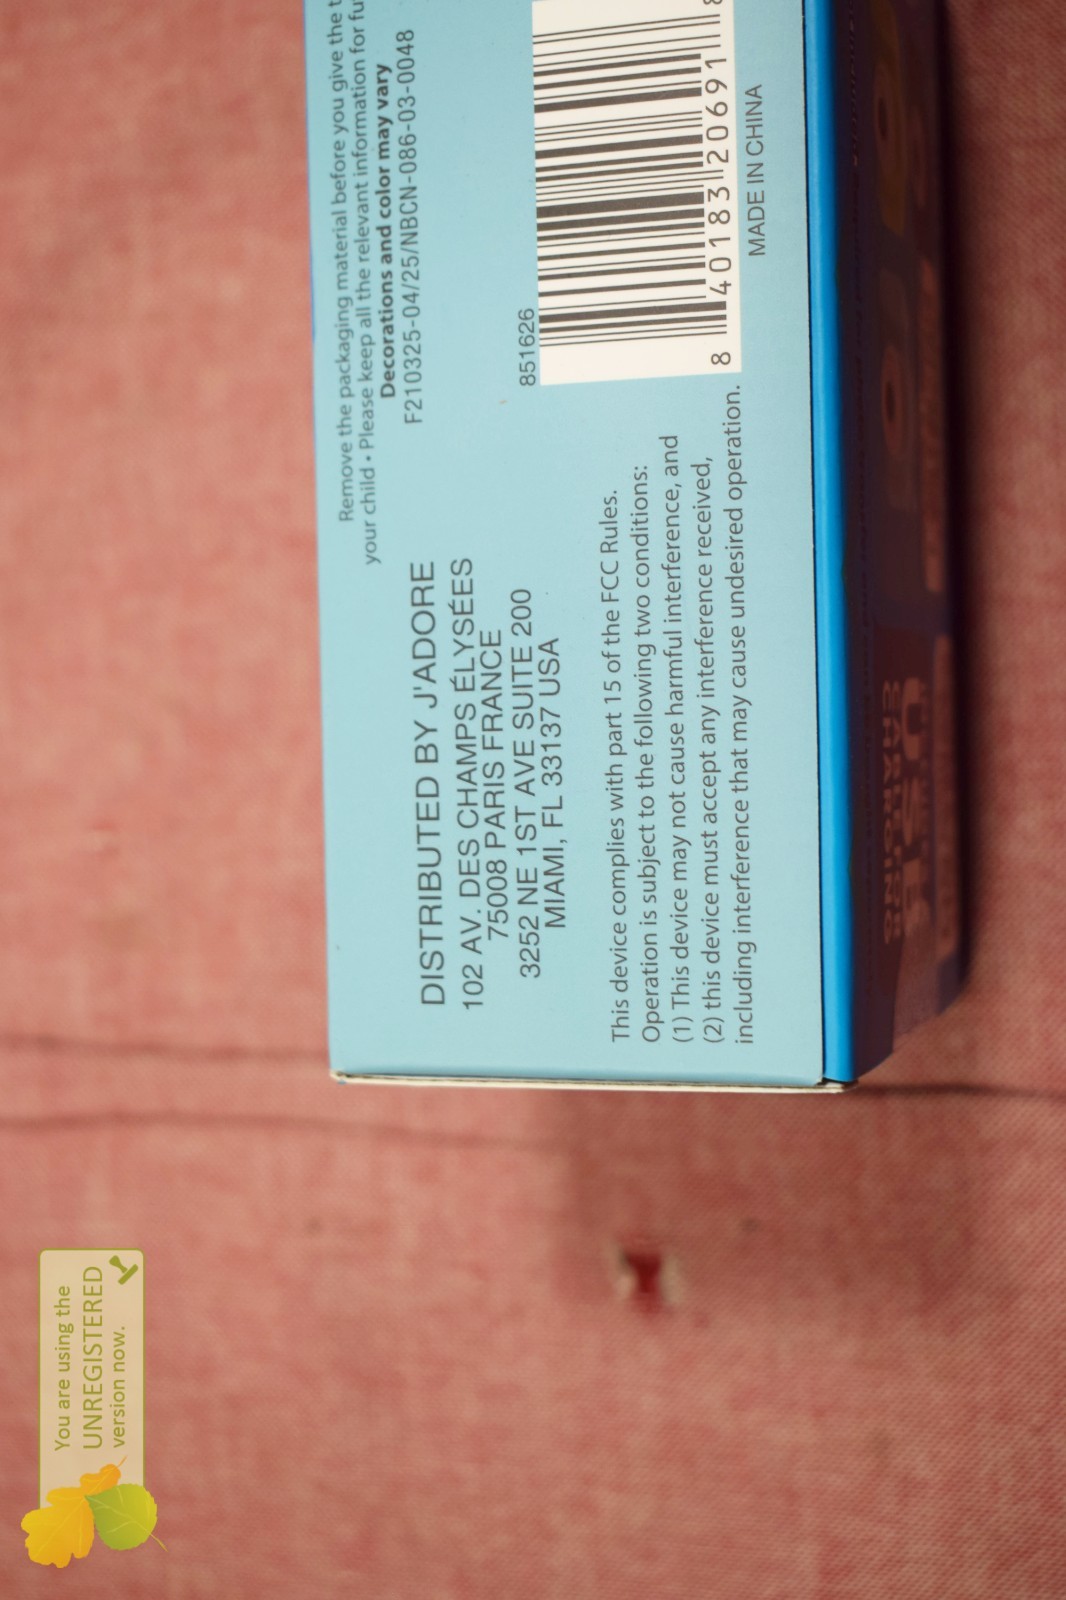 Remove the packaging material before you give the
your child • Please keep all the relevant information for
Decorations and color may vary
F210325-04/25/NBCN-086-03-0048
DISTRIBUTED BY J'ADORE
102 AV. DES CHAMPS ÉLYSÉES
75008 PARIS FRANCE
3252 NE 1ST AVE SUITE 200
MIAMI, FL 33137 USA
851626
8 40183 20691 8
MADE IN CHINA
This device complies with part 15 of the FCC Rules.
Operation is subject to the following two conditions:
(1) This device may not cause harmful interference, and
(2) this device must accept any interference received,
including interference that may cause undesired operation.
You are using the
UNREGISTERED
version now.